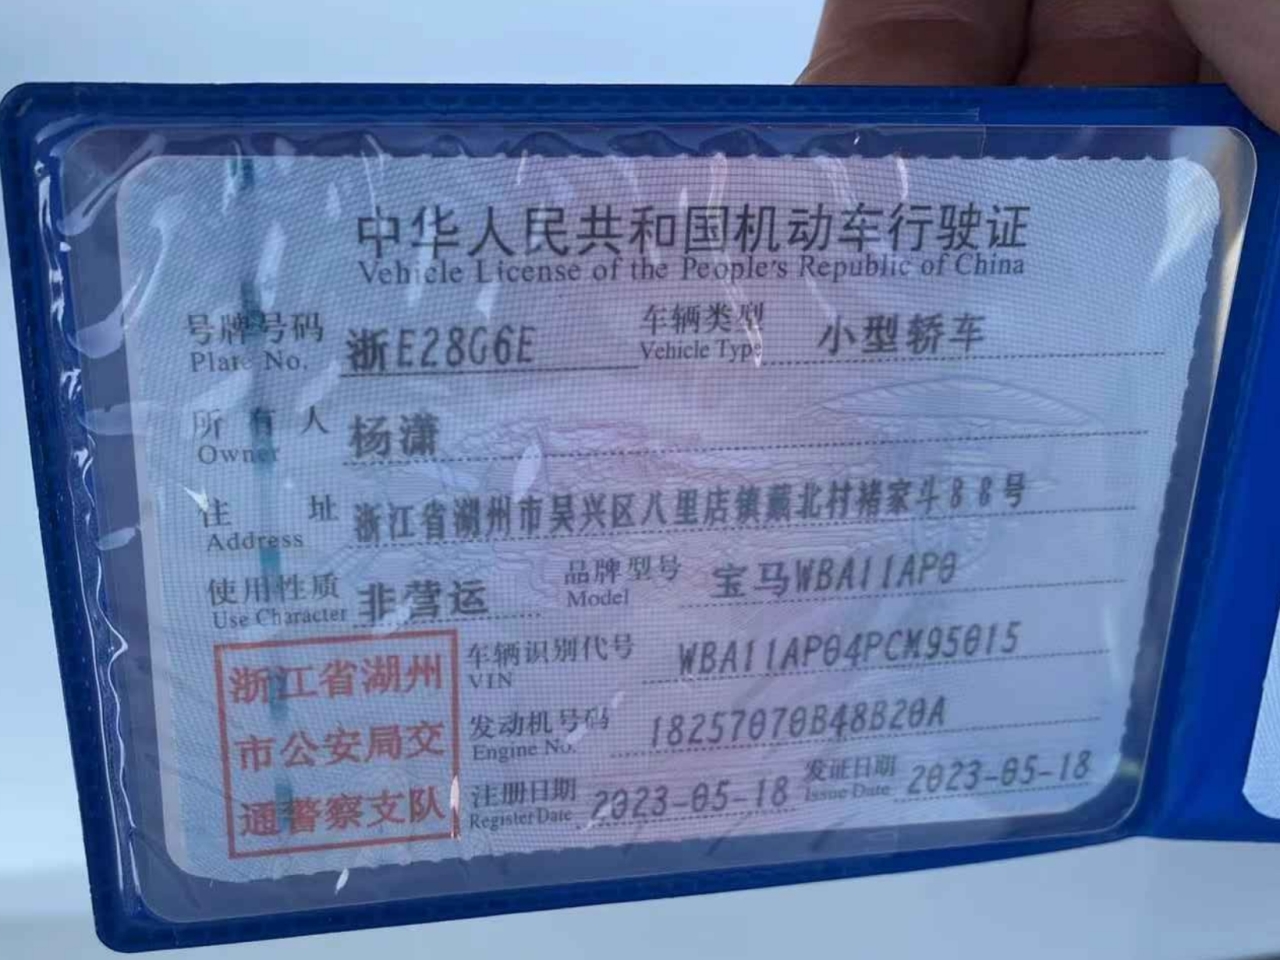 中华人民共和国机动车行驶证
Vehicle License of the People's Republic of China
号牌号码 浙E28G6E 车辆类型 小型轿车
Plate No. Vehicle Type
所有人 杨潇
Owner
住址 浙江省湖州市吴兴区八里店镇戴北村褚家斗88号
Address
使用性质 非营运 品牌型号 宝马WBA11AP0
Use Character Model
浙江省湖州
市公安局交
通警察支队
车辆识别代号 WBA11AP04PCM95015
VIN
发动机号码 18257070B48B20A
Engine No.
注册日期 2023-05-18 发证日期 2023-05-18
Register Date Issue Date